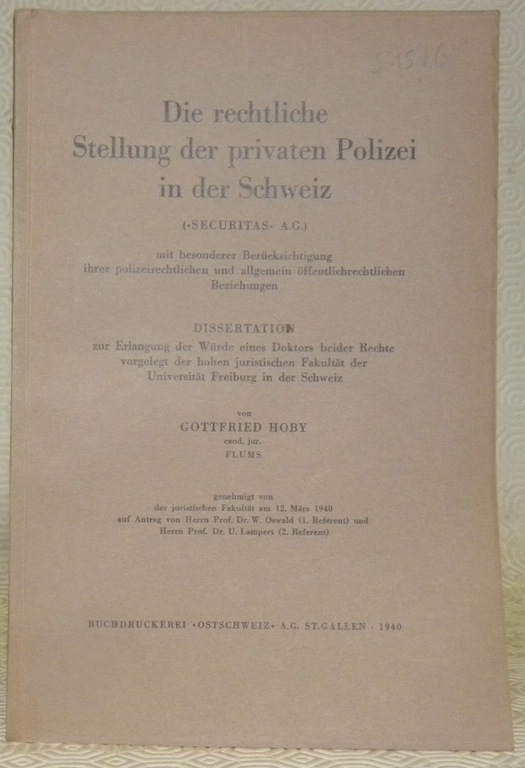 Die rechtliche
Stellung der privaten Polizei
in der Schweiz
(«SECURITAS» A.G.)
mit besonderer Berücksichtigung
ihrer polizeirechtlichen und allgemein öffentlichrechtlichen
Beziehungen
DISSERTATION
zur Erlangung der Würde eines Doktors beider Rechte
vorgelegt der hohen juristischen Fakultät der
Universität Freiburg in der Schweiz
von
GOTTFRIED HOBY
cand. jur.
FLUMS
genehmigt von
der juristischen Fakultät am 12. März 1940
auf Antrag von Herrn Prof. Dr. W. Oswald (1. Referent) und
Herrn Prof. Dr. U. Lampert (2. Referent)
BUCHDRUCKEREI «OSTSCHWEIZ» A.G. ST.GALLEN · 1940